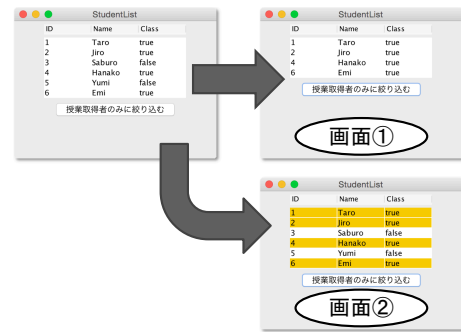 StudentList
ID Name Class
1 Taro true
2 Jiro true
3 Saburo false
4 Hanako true
5 Yumi false
6 Emi true
授業取得者のみに絞り込む
StudentList
ID Name Class
1 Taro true
2 Jiro true
4 Hanako true
6 Emi true
授業取得者のみに絞り込む
画面①
StudentList
ID Name Class
1 Taro true
2 Jiro true
3 Saburo false
4 Hanako true
5 Yumi false
6 Emi true
授業取得者のみに絞り込む
画面②